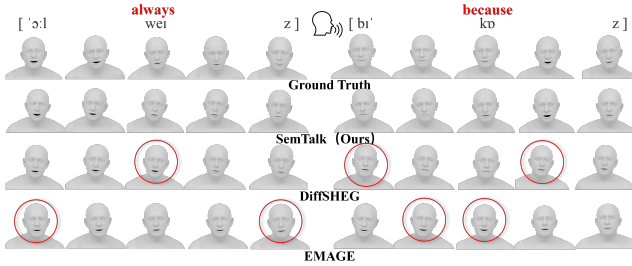 always because
[ ˈɔːl weɪ z ] [ bɪˈ kɒ z ]
Ground Truth
SemTalk (Ours)
DiffSHEG
EMAGE